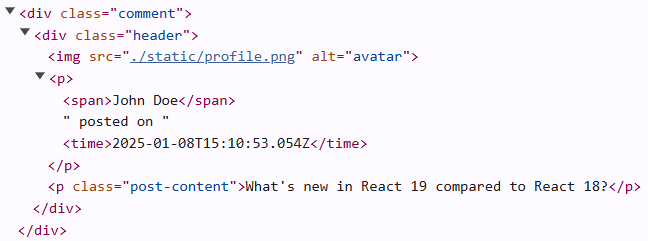 <div class="comment">
<div class="header">
<img src="./static/profile.png" alt="avatar">
<p>
<span>John Doe</span>
" posted on "
<time>2025-01-08T15:10:53.054Z</time>
</p>
<p class="post-content">What's new in React 19 compared to React 18?</p>
</div>
</div>